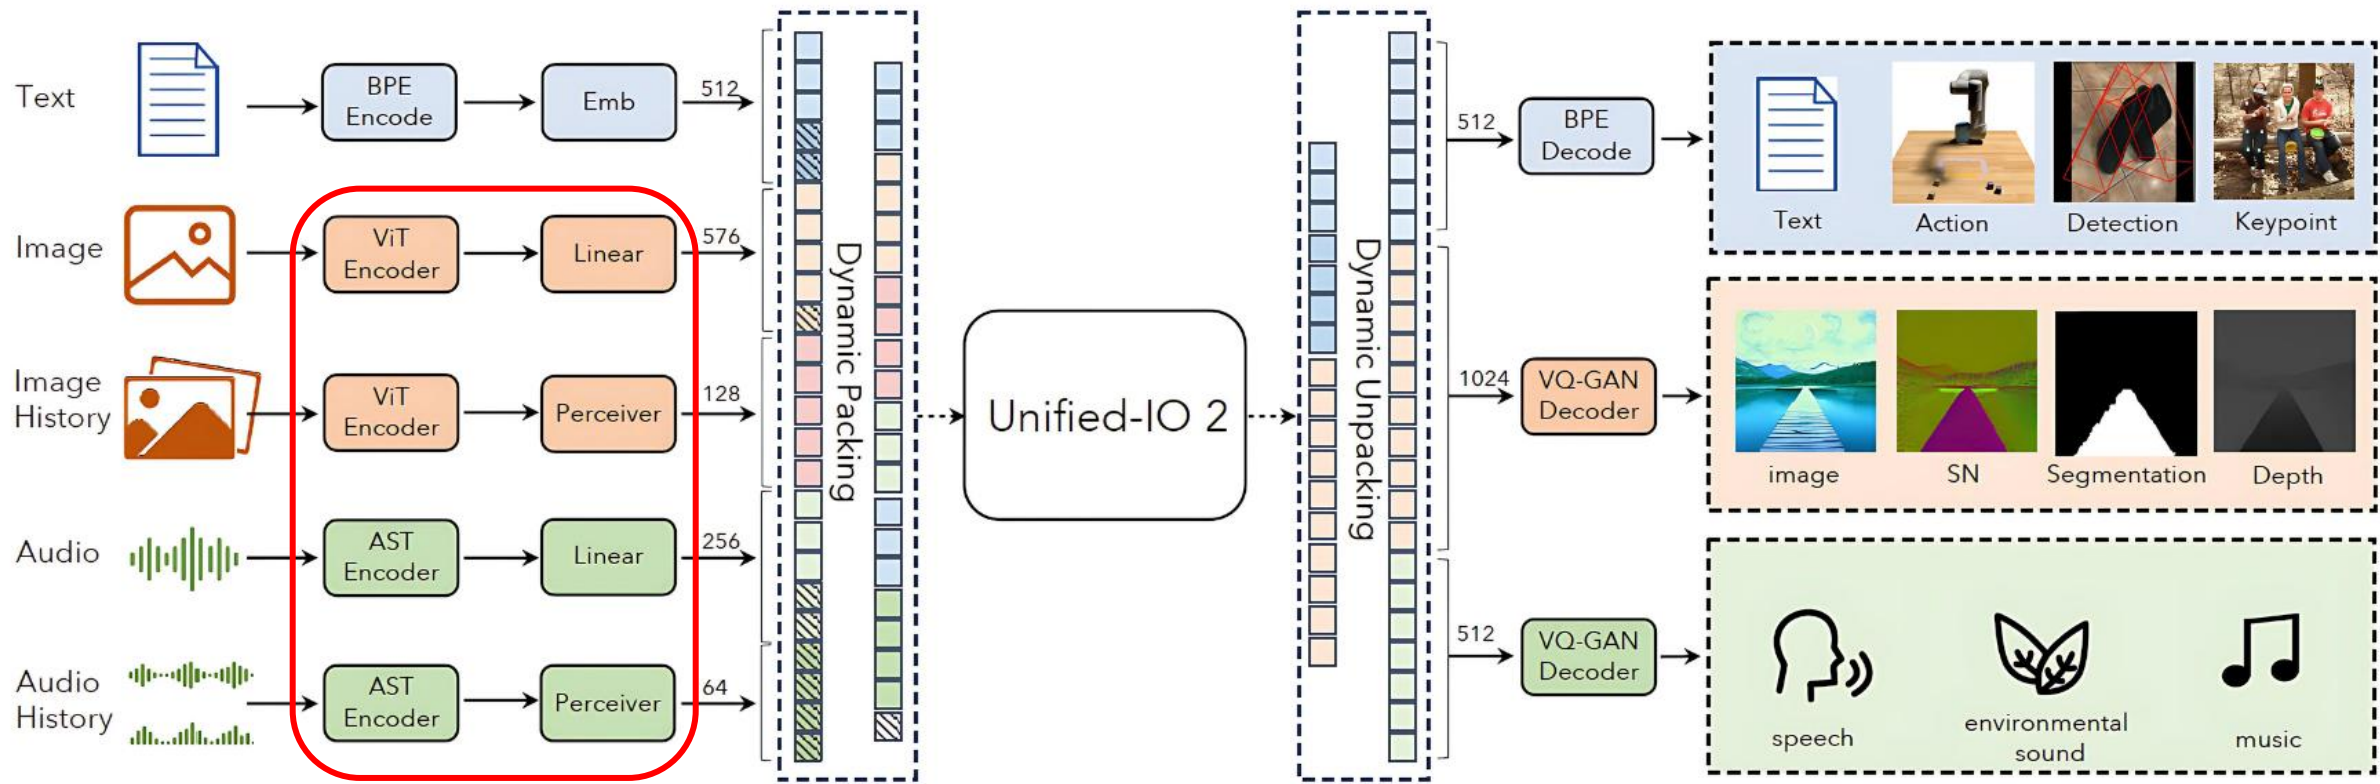 Text
BPE
Encode
Emb
512
Image
ViT
Encoder
Linear
576
Image
History
ViT
Encoder
Perceiver
128
Audio
AST
Encoder
Linear
256
Audio
History
AST
Encoder
Perceiver
64
Dynamic Packing
Unified-IO 2
Dynamic Unpacking
512
BPE
Decode
Text
Action
Detection
Keypoint
1024
VQ-GAN
Decoder
image
SN
Segmentation
Depth
512
VQ-GAN
Decoder
speech
environmental
sound
music